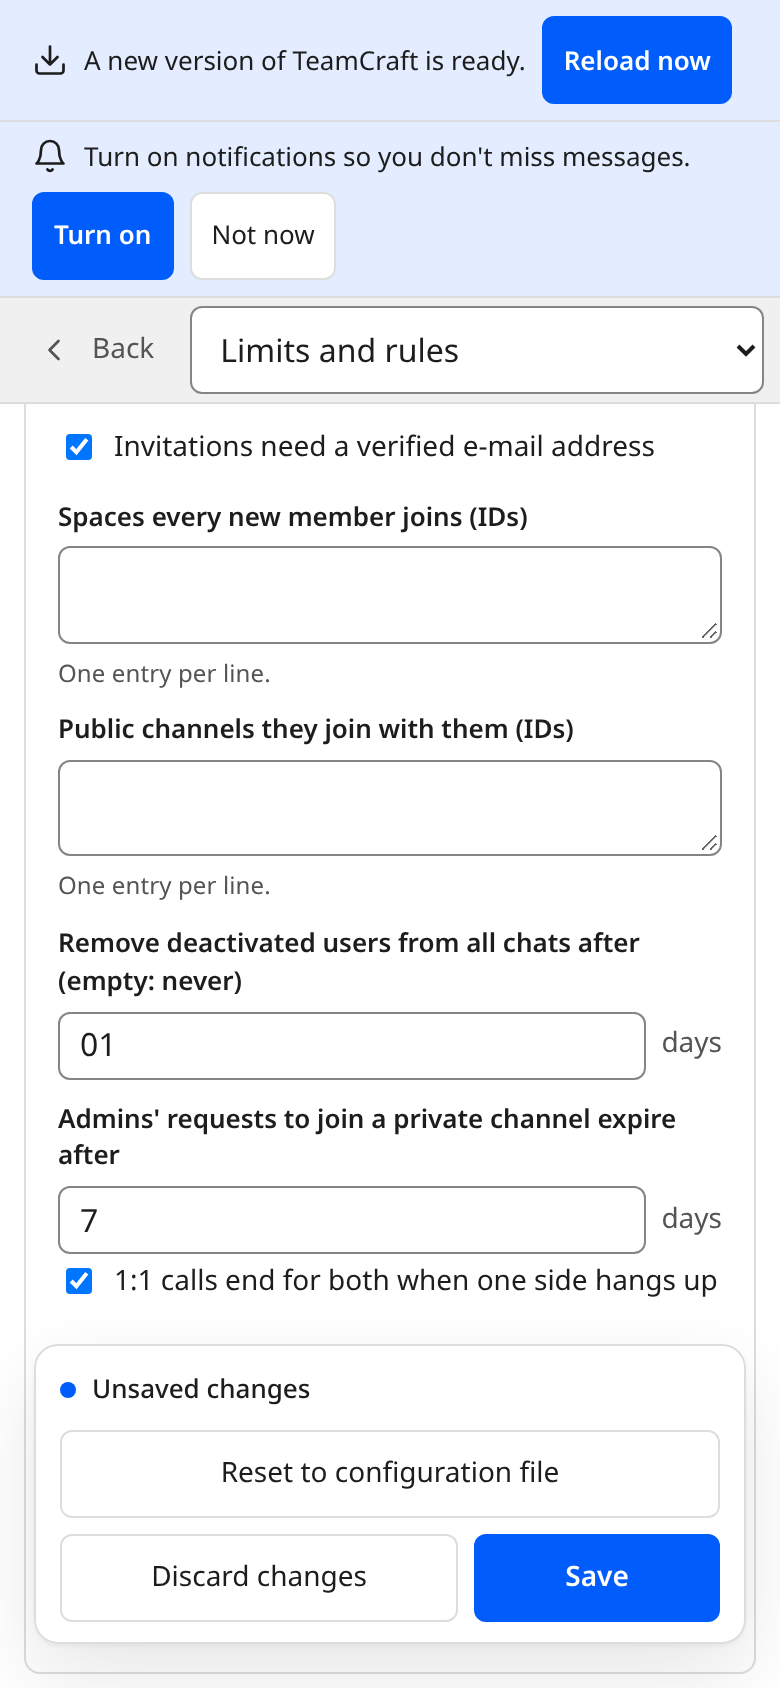 A new version of TeamCraft is ready.
Reload now
Turn on notifications so you don't miss messages.
Turn on
Not now
Back
Limits and rules
Invitations need a verified e-mail address
Spaces every new member joins (IDs)
One entry per line.
Public channels they join with them (IDs)
One entry per line.
Remove deactivated users from all chats after
(empty: never)
01
days
Admins' requests to join a private channel expire
after
7
days
1:1 calls end for both when one side hangs up
Unsaved changes
Reset to configuration file
Discard changes
Save